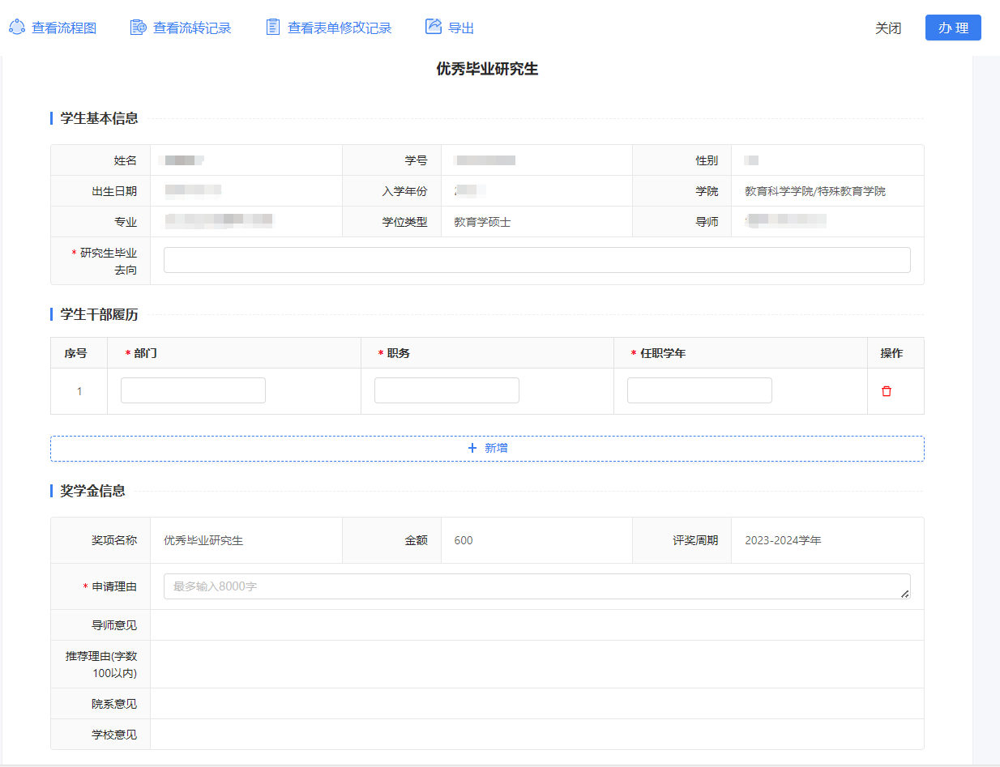 查看流程图 查看流转记录 查看表单修改记录 导出 关闭 办 理
优秀毕业研究生
学生基本信息
姓名 学号 性别
出生日期 入学年份 学院 教育科学学院/特殊教育学院
专业 学位类型 教育学硕士 导师
* 研究生毕业
去向
学生干部履历
序号 * 部门 * 职务 * 任职学年 操作
1
+ 新增
奖学金信息
奖项名称 优秀毕业研究生 金额 600 评奖周期 2023-2024学年
* 申请理由 最多输入8000字
导师意见
推荐理由(字数
100以内)
院系意见
学校意见